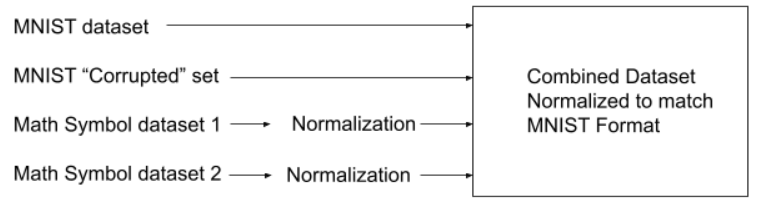 MNIST dataset
MNIST “Corrupted” set
Math Symbol dataset 1
Normalization
Math Symbol dataset 2
Normalization
Combined Dataset
Normalized to match
MNIST Format